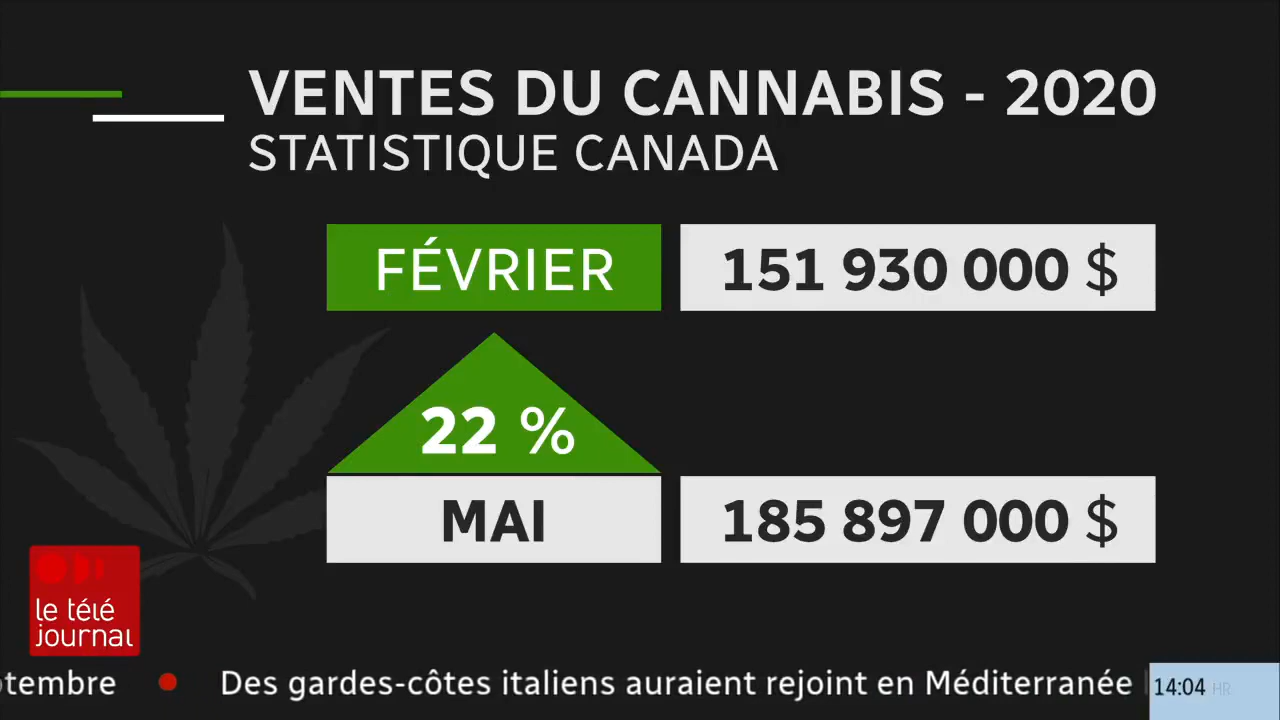 VENTES DU CANNABIS - 2020
STATISTIQUE CANADA
FÉVRIER 151 930 000 $
22 %
MAI 185 897 000 $
le télé
journal
ptembre • Des gardes-côtes italiens auraient rejoint en Méditerranée
14:04 HR